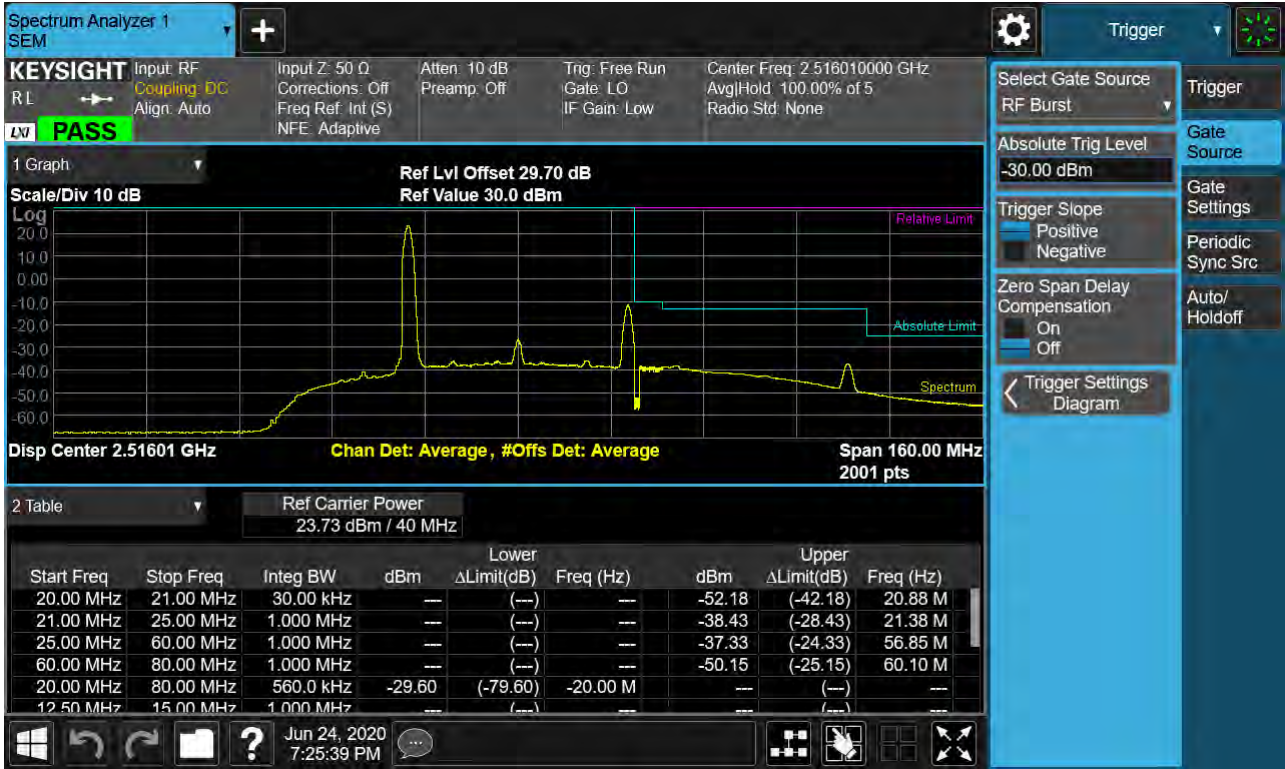 Spectrum Analyzer 1
SEM
+
Trigger
KEYSIGHT
RL
LXI
PASS
Input: RF
Coupling: DC
Align: Auto
Input Z: 50 Ω
Corrections: Off
Freq Ref: Int (S)
NFE: Adaptive
Atten: 10 dB
Preamp: Off
Trig: Free Run
Gate: LO
IF Gain: Low
Center Freq: 2.516010000 GHz
Avg|Hold: 100.00% of 5
Radio Std: None
1 Graph
Scale/Div 10 dB
Ref Lvl Offset 29.70 dB
Ref Value 30.0 dBm
Log
20.0
10.0
0.00
-10.0
-20.0
-30.0
-40.0
-50.0
-60.0
Relative Limit
Absolute Limit
Spectrum
Disp Center 2.51601 GHz
Chan Det: Average, #Offs Det: Average
Span 160.00 MHz
2001 pts
2 Table
Ref Carrier Power
23.73 dBm / 40 MHz
Lower Upper
Start Freq Stop Freq Integ BW dBm ΔLimit(dB) Freq (Hz) dBm ΔLimit(dB) Freq (Hz)
20.00 MHz 21.00 MHz 30.00 kHz --- (---) --- -52.18 (-42.18) 20.88 M
21.00 MHz 25.00 MHz 1.000 MHz --- (---) --- -38.43 (-28.43) 21.38 M
25.00 MHz 60.00 MHz 1.000 MHz --- (---) --- -37.33 (-24.33) 56.85 M
60.00 MHz 80.00 MHz 1.000 MHz --- (---) --- -50.15 (-25.15) 60.10 M
20.00 MHz 80.00 MHz 560.0 kHz -29.60 (-79.60) -20.00 M --- (---) ---
12.50 MHz 15.00 MHz 1.000 MHz --- (---) --- --- (---) ---
?
Jun 24, 2020
7:25:39 PM
Select Gate Source
RF Burst
Absolute Trig Level
-30.00 dBm
Trigger Slope
Positive
Negative
Zero Span Delay
Compensation
On
Off
Trigger Settings
Diagram
Trigger
Gate
Source
Gate
Settings
Periodic
Sync Src
Auto/
Holdoff